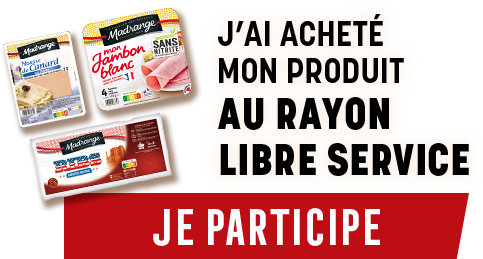 Madrange
Mousse
de Canard
Madrange
mon
Jambon
blanc
SANS
NITRITE
4
Madrange
RIBS
J'AI ACHETÉ
MON PRODUIT
AU RAYON
LIBRE SERVICE
JE PARTICIPE